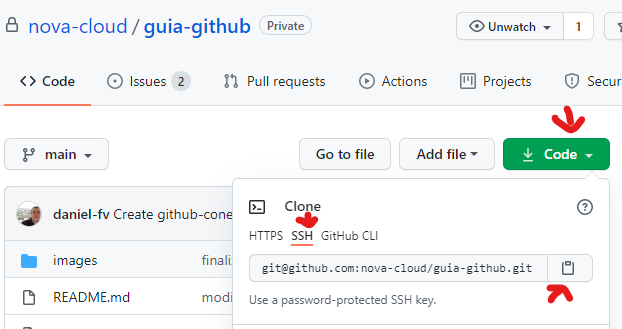 nova-cloud / guia-github Private Unwatch 1
Code Issues 2 Pull requests Actions Projects Secur
main Go to file Add file Code
daniel-fv Create github-cone
Clone
HTTPS SSH GitHub CLI
images finaliz
git@github.com:nova-cloud/guia-github.git
README.md modi
Use a password-protected SSH key.